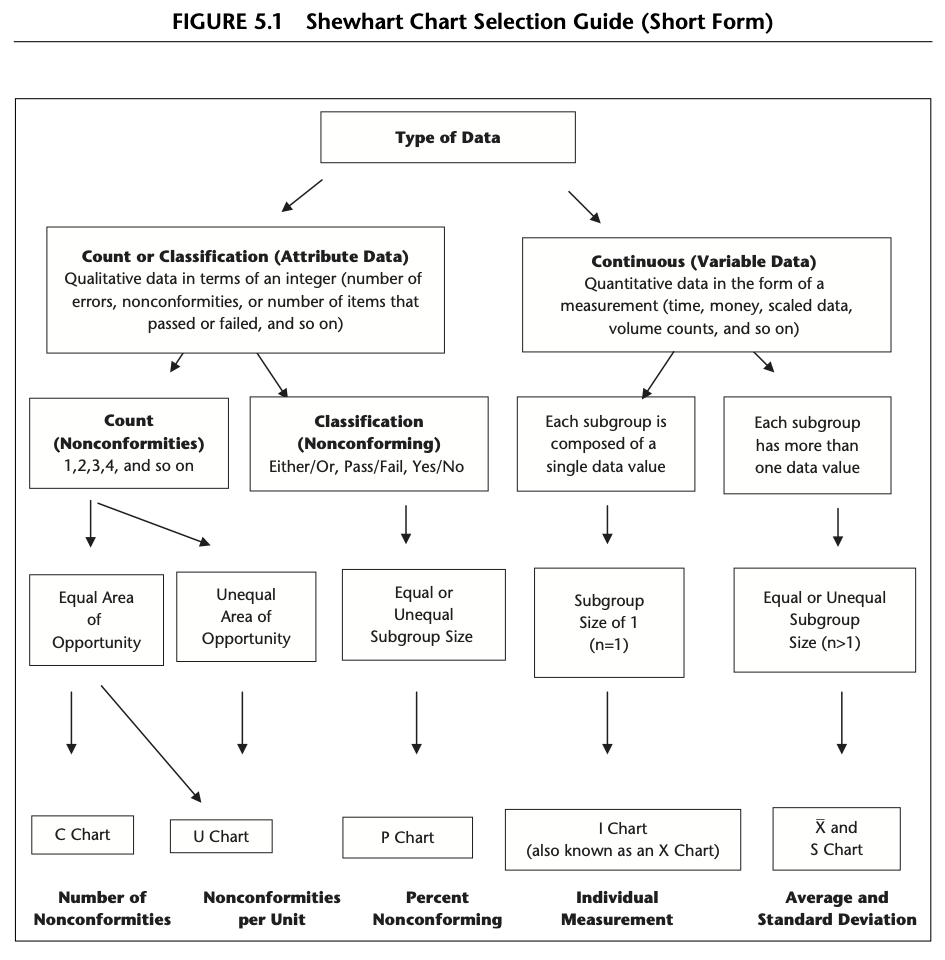 FIGURE 5.1 Shewhart Chart Selection Guide (Short Form)
Type of Data
Count or Classification (Attribute Data)
Qualitative data in terms of an integer (number of
errors, nonconformities, or number of items that
passed or failed, and so on)
Continuous (Variable Data)
Quantitative data in the form of a
measurement (time, money, scaled data,
volume counts, and so on)
Count
(Nonconformities)
1,2,3,4, and so on
Classification
(Nonconforming)
Either/Or, Pass/Fail, Yes/No
Each subgroup is
composed of a
single data value
Each subgroup
has more than
one data value
Equal Area
of
Opportunity
Unequal
Area of
Opportunity
Equal or
Unequal
Subgroup Size
Subgroup
Size of 1
(n=1)
Equal or Unequal
Subgroup
Size (n>1)
C Chart
U Chart
P Chart
I Chart
(also known as an X Chart)
X̅ and
S Chart
Number of
Nonconformities
Nonconformities
per Unit
Percent
Nonconforming
Individual
Measurement
Average and
Standard Deviation